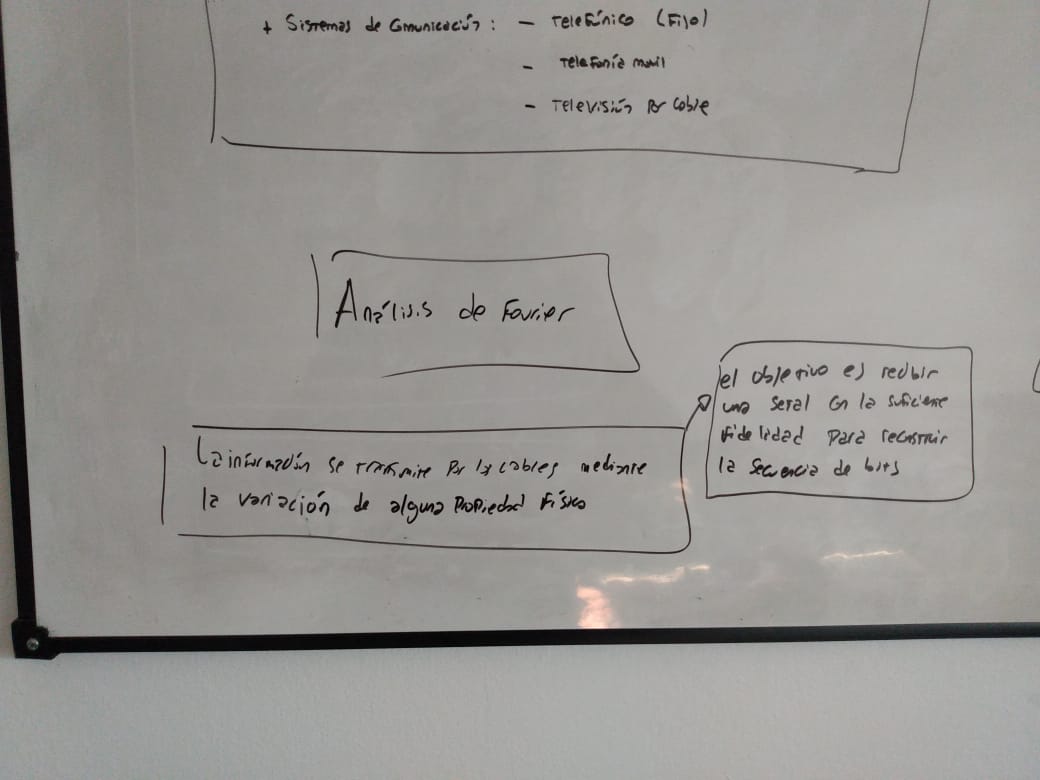 + Sistemas de Comunicación: - Telefónico (Fijo)
- Telefonía movil
- Televisión por cable
Análisis de Fourier
el objetivo es recibir
una señal con la suficiente
fidelidad para reconstruir
la secuencia de bits
La información se transmite por los cables mediante
la variación de alguna Propiedad Física